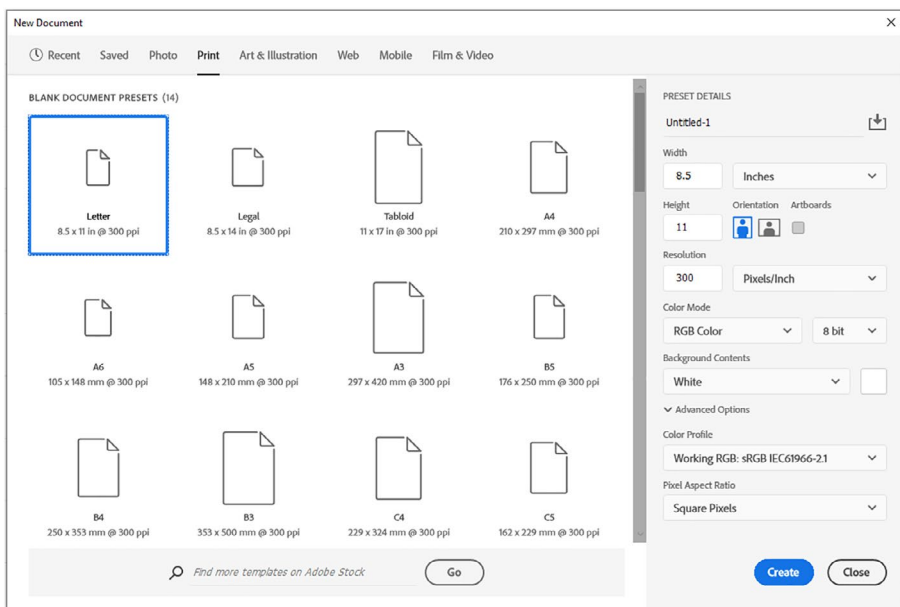 New Document
Recent Saved Photo Print Art & Illustration Web Mobile Film & Video
BLANK DOCUMENT PRESETS (14)
Letter
8.5 x 11 in @ 300 ppi
Legal
8.5 x 14 in @ 300 ppi
Tabloid
11 x 17 in @ 300 ppi
A4
210 x 297 mm @ 300 ppi
A6
105 x 148 mm @ 300 ppi
A5
148 x 210 mm @ 300 ppi
A3
297 x 420 mm @ 300 ppi
B5
176 x 250 mm @ 300 ppi
B4
250 x 353 mm @ 300 ppi
B3
353 x 500 mm @ 300 ppi
C4
229 x 324 mm @ 300 ppi
C5
162 x 229 mm @ 300 ppi
Find more templates on Adobe Stock
Go
PRESET DETAILS
Untitled-1
Width
8.5 Inches
Height Orientation Artboards
11
Resolution
300 Pixels/Inch
Color Mode
RGB Color 8 bit
Background Contents
White
Advanced Options
Color Profile
Working RGB: sRGB IEC61966-2.1
Pixel Aspect Ratio
Square Pixels
Create Close